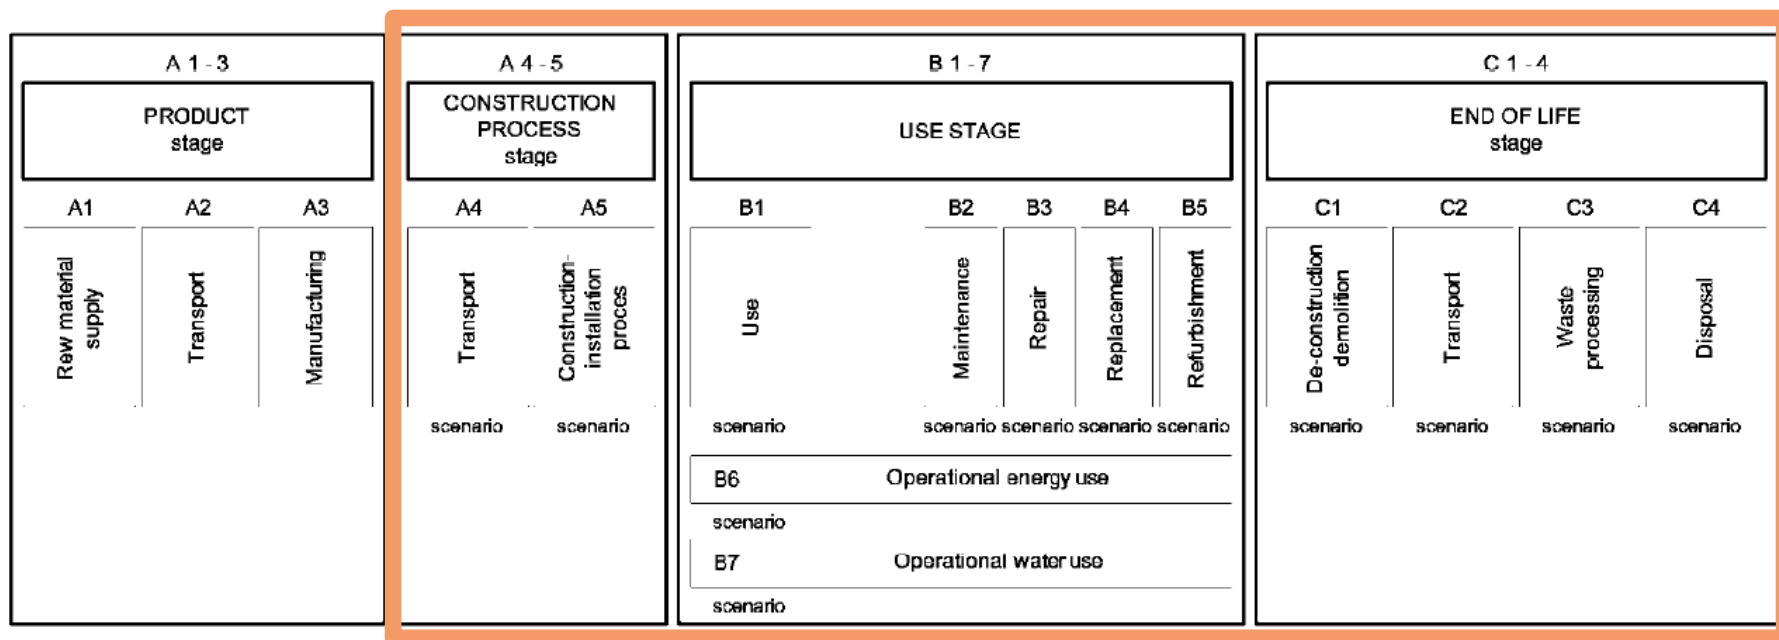 A 1 - 3
PRODUCT
stage
A1
A2
A3
Rew material
supply
Transport
Manufacturing
A 4 - 5
CONSTRUCTION
PROCESS
stage
A4
A5
Transport
Construction-
installation
proces
scenario
scenario
B 1 - 7
USE STAGE
B1
B2
B3
B4
B5
Use
Maintenance
Repair
Replacement
Refurbishment
scenario
scenario
scenario
scenario
scenario
B6 Operational energy use
scenario
B7 Operational water use
scenario
C 1 - 4
END OF LIFE
stage
C1
C2
C3
C4
De-construction
demolition
Transport
Waste
processing
Disposal
scenario
scenario
scenario
scenario